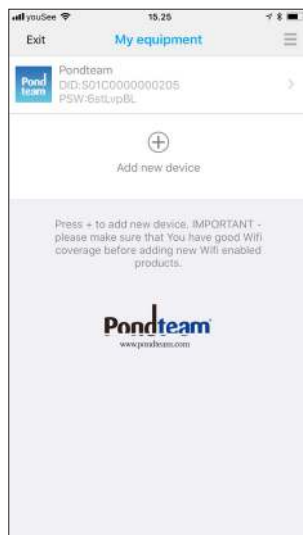 youSee 15.25
Exit My equipment
Pond
team
Pondteam
DID:S01C0000000205
PSW:6stLvpBL
Add new device
Press + to add new device. IMPORTANT -
please make sure that You have good Wifi
coverage before adding new Wifi enabled
products.
Pondteam
www.pondteam.com